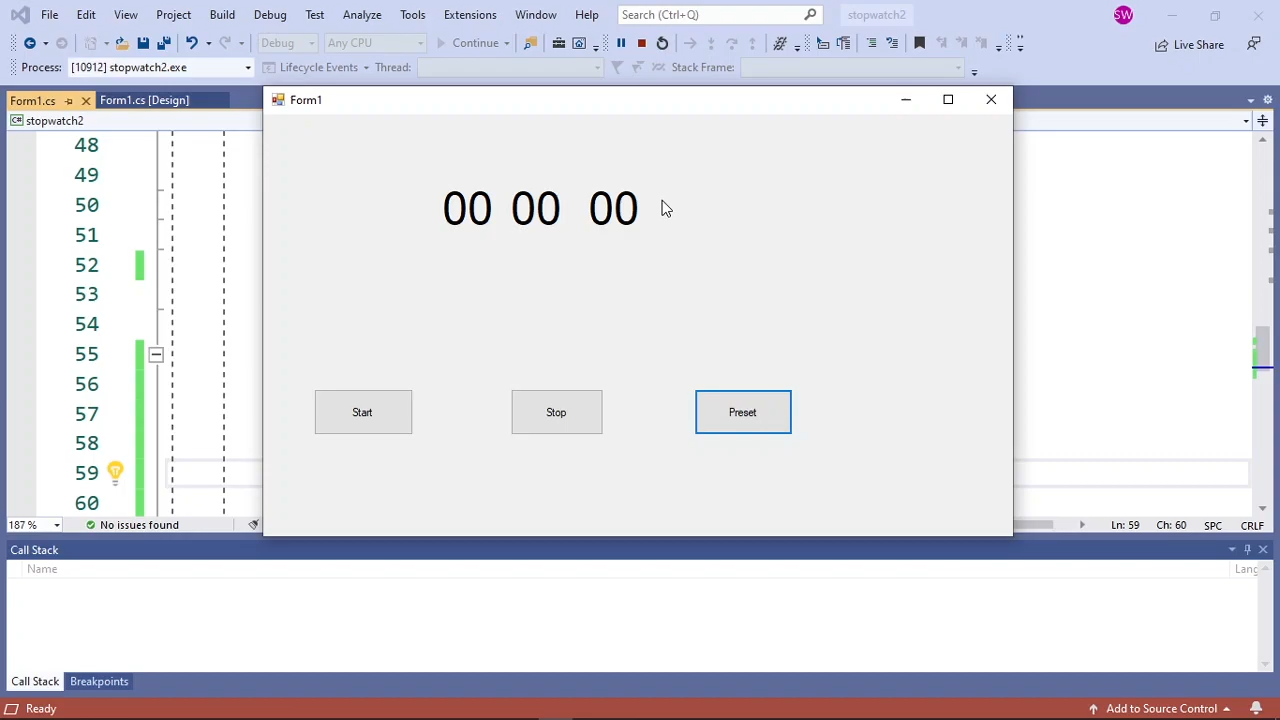 File Edit View Project Build Debug Test Analyze Tools Extensions Window Help Search (Ctrl+Q) stopwatch2 SW
Debug Any CPU Continue Live Share
Process: [10912] stopwatch2.exe Lifecycle Events Thread: Stack Frame:
Form1.cs Form1.cs [Design] Form1
C# stopwatch2
48
49
50
51
52
53
54
55
56
57
58
59
60
00 00 00
Start Stop Preset
187 % No issues found Ln: 59 Ch: 60 SPC CRLF
Call Stack
Name Lang
Call Stack Breakpoints
Ready Add to Source Control